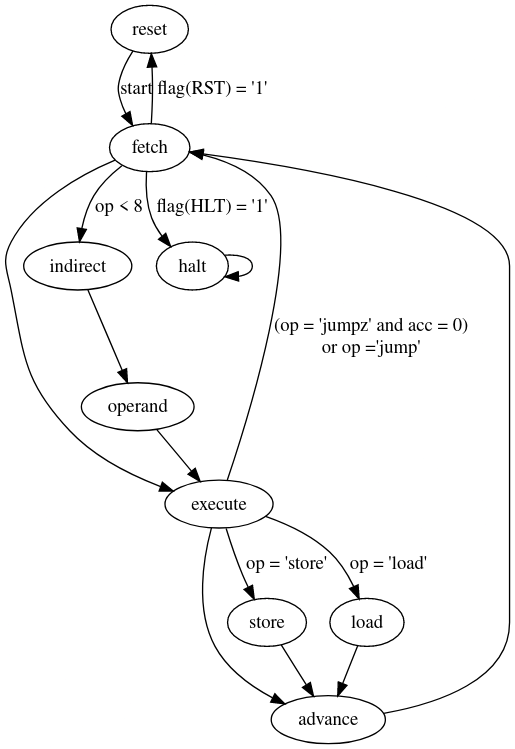 reset
start
flag(RST) = '1'
fetch
op < 8
flag(HLT) = '1'
indirect
halt
(op = 'jumpz' and acc = 0)
or op ='jump'
operand
execute
op = 'store'
op = 'load'
store
load
advance